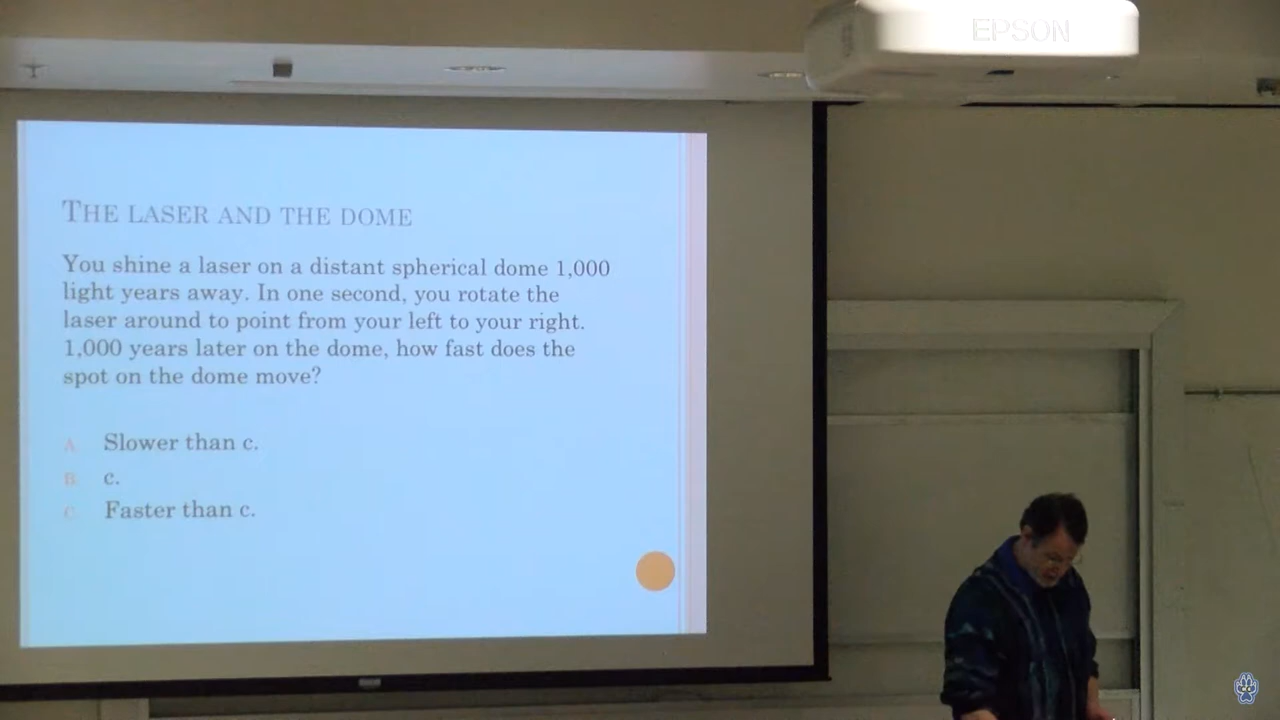 EPSON
THE LASER AND THE DOME
You shine a laser on a distant spherical dome 1,000
light years away. In one second, you rotate the
laser around to point from your left to your right.
1,000 years later on the dome, how fast does the
spot on the dome move?
A. Slower than c.
B. c.
C. Faster than c.